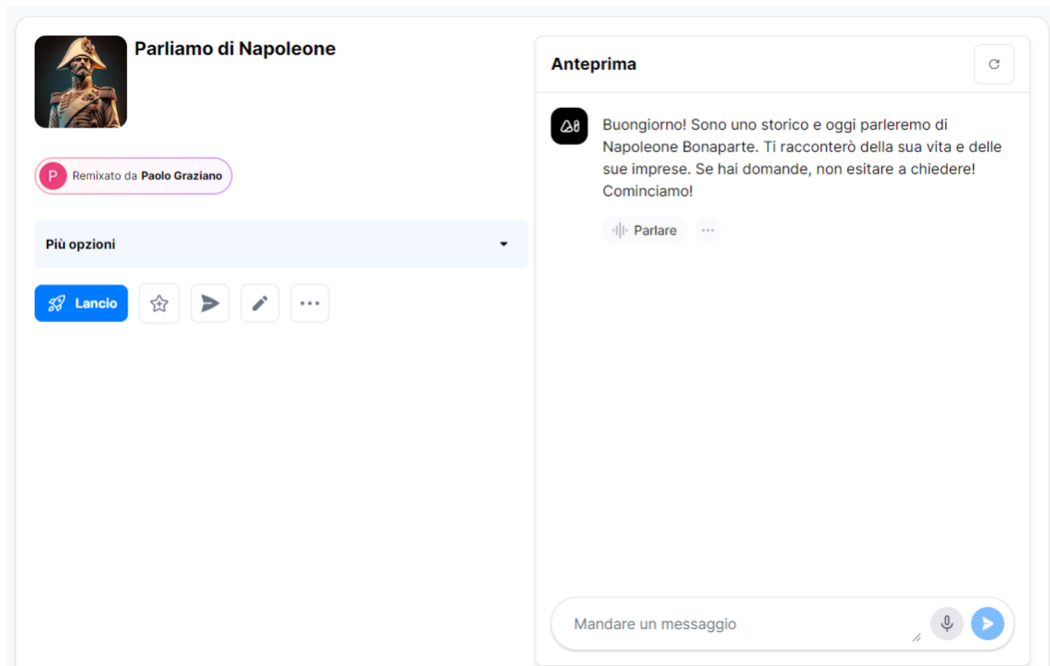 Parliamo di Napoleone
P Remixato da Paolo Graziano
Più opzioni
Lancio
Anteprima
Buongiorno! Sono uno storico e oggi parleremo di
Napoleone Bonaparte. Ti racconterò della sua vita e delle
sue imprese. Se hai domande, non esitare a chiedere!
Cominciamo!
Parlare
Mandare un messaggio